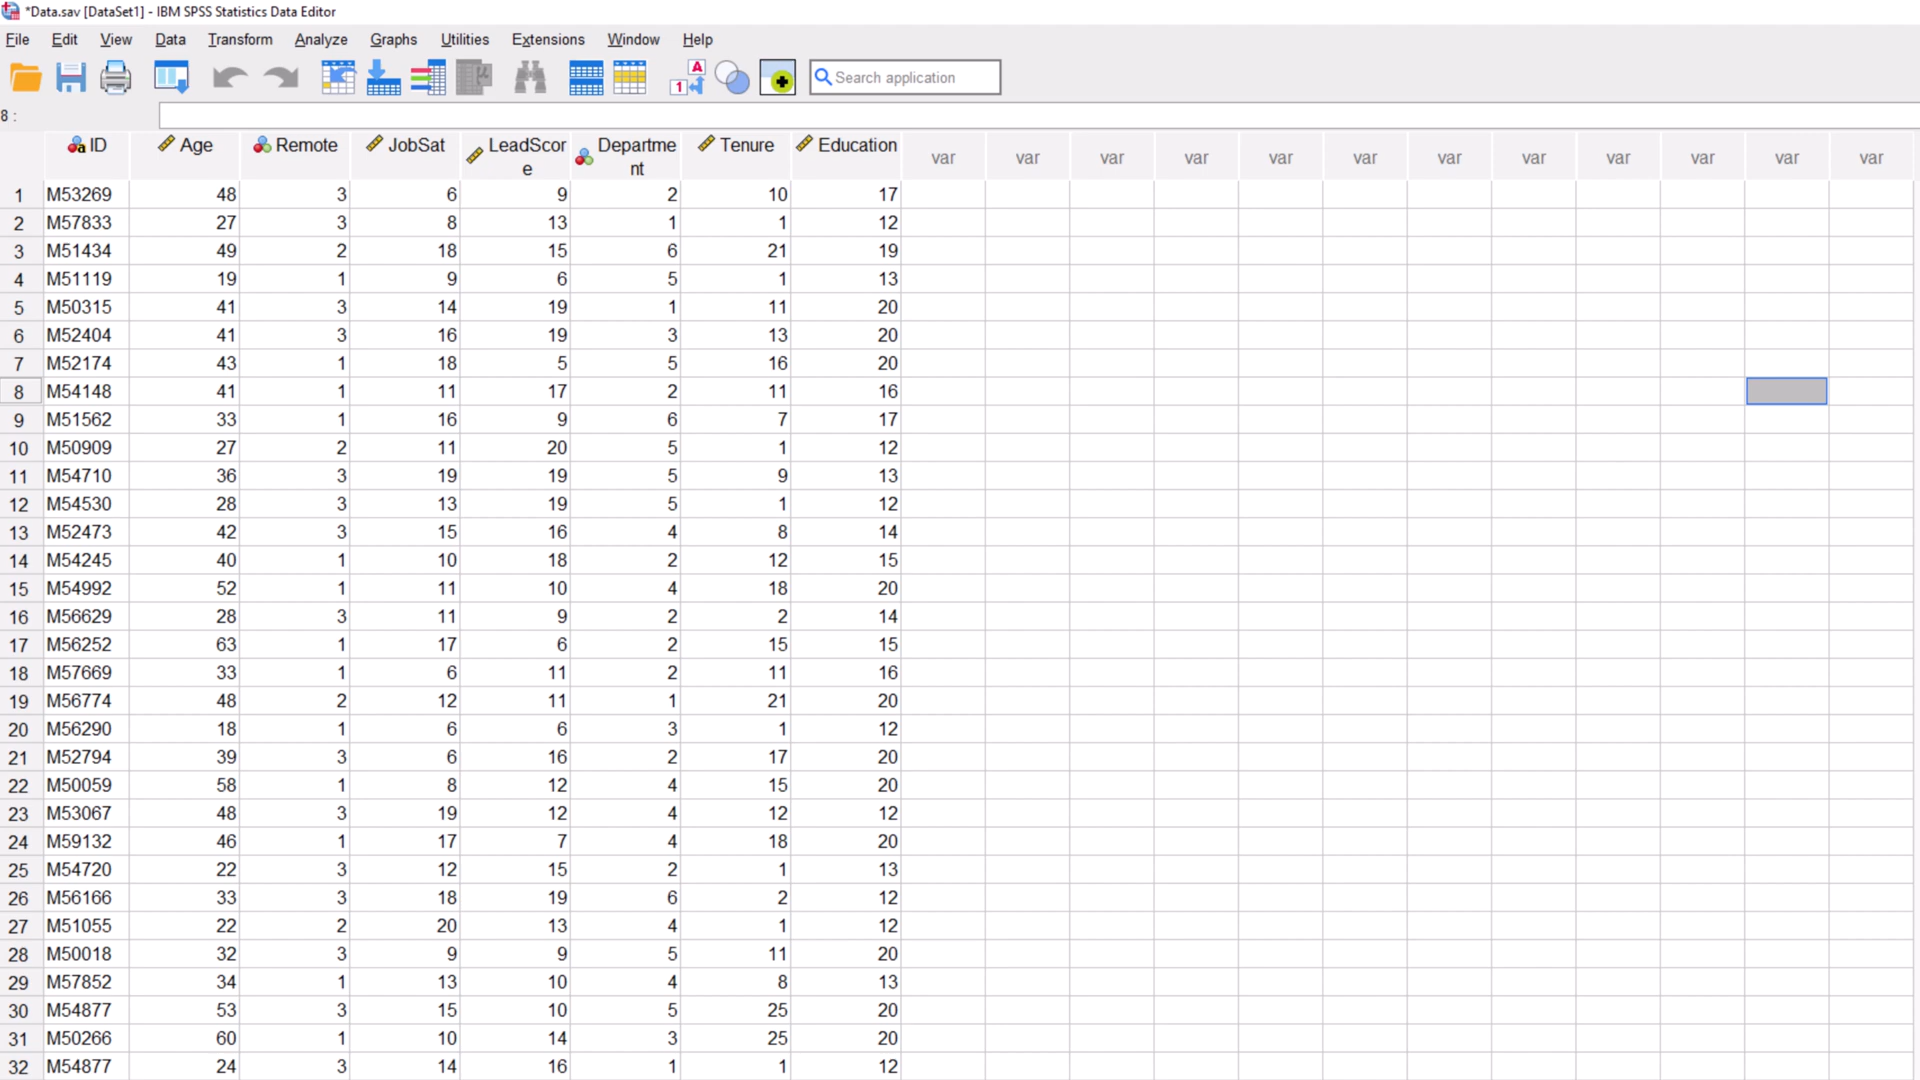 *Data.sav [DataSet1] - IBM SPSS Statistics Data Editor
File Edit View Data Transform Analyze Graphs Utilities Extensions Window Help
A
1
Search application
8 :
ID Age Remote JobSat LeadScor Departme Tenure Education var var var var var var var var var var var var
e nt
1 M53269 48 3 6 9 2 10 17
2 M57833 27 3 8 13 1 1 12
3 M51434 49 2 18 15 6 21 19
4 M51119 19 1 9 6 5 1 13
5 M50315 41 3 14 19 1 11 20
6 M52404 41 3 16 19 3 13 20
7 M52174 43 1 18 5 5 16 20
8 M54148 41 1 11 17 2 11 16
9 M51562 33 1 16 9 6 7 17
10 M50909 27 2 11 20 5 1 12
11 M54710 36 3 19 19 5 9 13
12 M54530 28 3 13 19 5 1 12
13 M52473 42 3 15 16 4 8 14
14 M54245 40 1 10 18 2 12 15
15 M54992 52 1 11 10 4 18 20
16 M56629 28 3 11 9 2 2 14
17 M56252 63 1 17 6 2 15 15
18 M57669 33 1 6 11 2 11 16
19 M56774 48 2 12 11 1 21 20
20 M56290 18 1 6 6 3 1 12
21 M52794 39 3 6 16 2 17 20
22 M50059 58 1 8 12 4 15 20
23 M53067 48 3 19 12 4 12 12
24 M59132 46 1 17 7 4 18 20
25 M54720 22 3 12 15 2 1 13
26 M56166 33 3 18 19 6 2 12
27 M51055 22 2 20 13 4 1 12
28 M50018 32 3 9 9 5 11 20
29 M57852 34 1 13 10 4 8 13
30 M54877 53 3 15 10 5 25 20
31 M50266 60 1 10 14 3 25 20
32 M54877 24 3 14 16 1 1 12